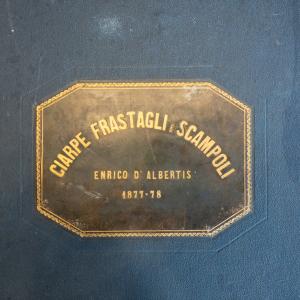 CIARPE FRASTAGLI E SCAMPOLI
ENRICO D'ALBERTIS
1877-78